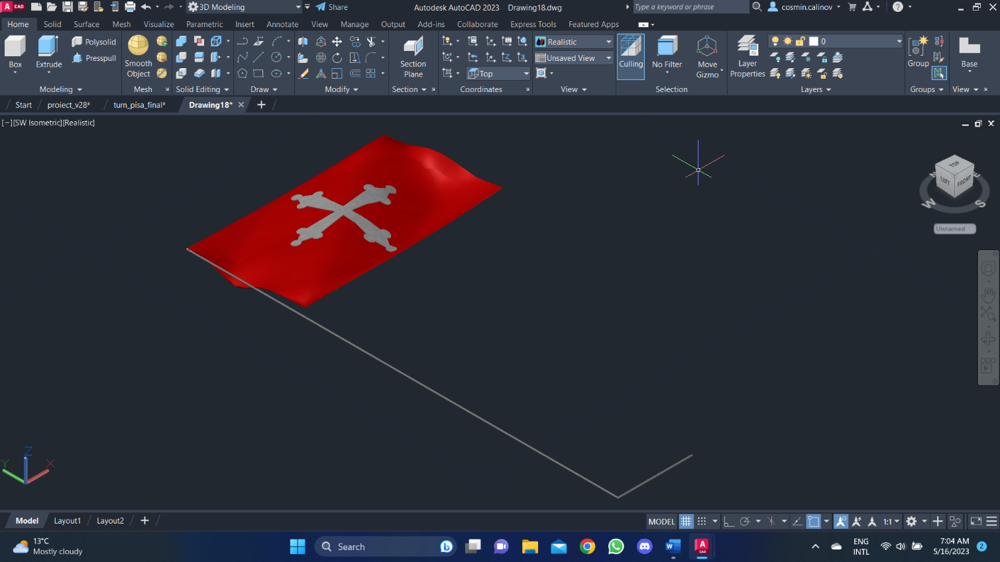 A CAD
3D Modeling
Share
Autodesk AutoCAD 2023 Drawing18.dwg
Type a keyword or phrase
cosmin.calinov
Home Solid Surface Mesh Visualize Parametric Insert Annotate View Manage Output Add-ins Collaborate Express Tools Featured Apps
Box
Extrude
Polysolid
Presspull
Smooth
Object
Section
Plane
Realistic
Unsaved View
Top
Culling
No Filter
Move
Gizmo
Layer
Properties
0
Group
Base
Modeling Mesh Solid Editing Draw Modify Section Coordinates View Selection Layers Groups View
Start proiect_v28* turn_pisa_final* Drawing18*
[−][SW Isometric][Realistic]
TOP
LEFT
FRONT
W
S
Unnamed
Z
Y
X
Model Layout1 Layout2
MODEL
1:1
13°C
Mostly cloudy
Search
ENG
INTL
7:04 AM
5/16/2023
2